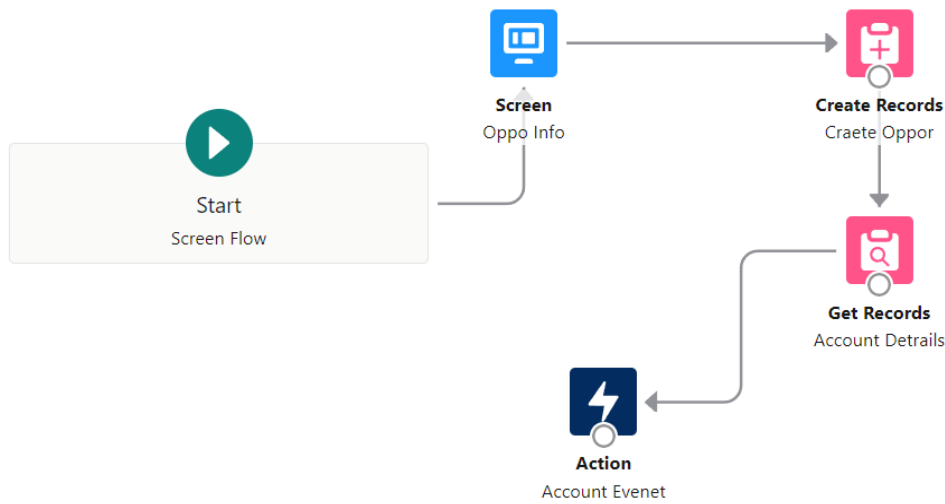 Start
Screen Flow
Screen
Oppo Info
Create Records
Craete Oppor
Get Records
Account Detrails
Action
Account Evenet